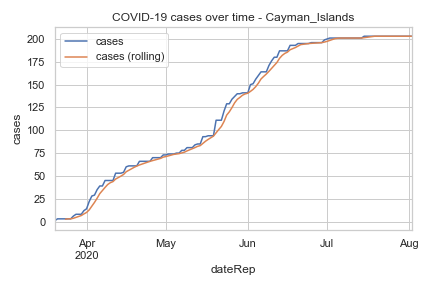 COVID-19 cases over time - Cayman_Islands
cases
cases (rolling)
200
175
150
125
100
75
50
25
0
cases
Apr
2020
May
Jun
Jul
Aug
dateRep